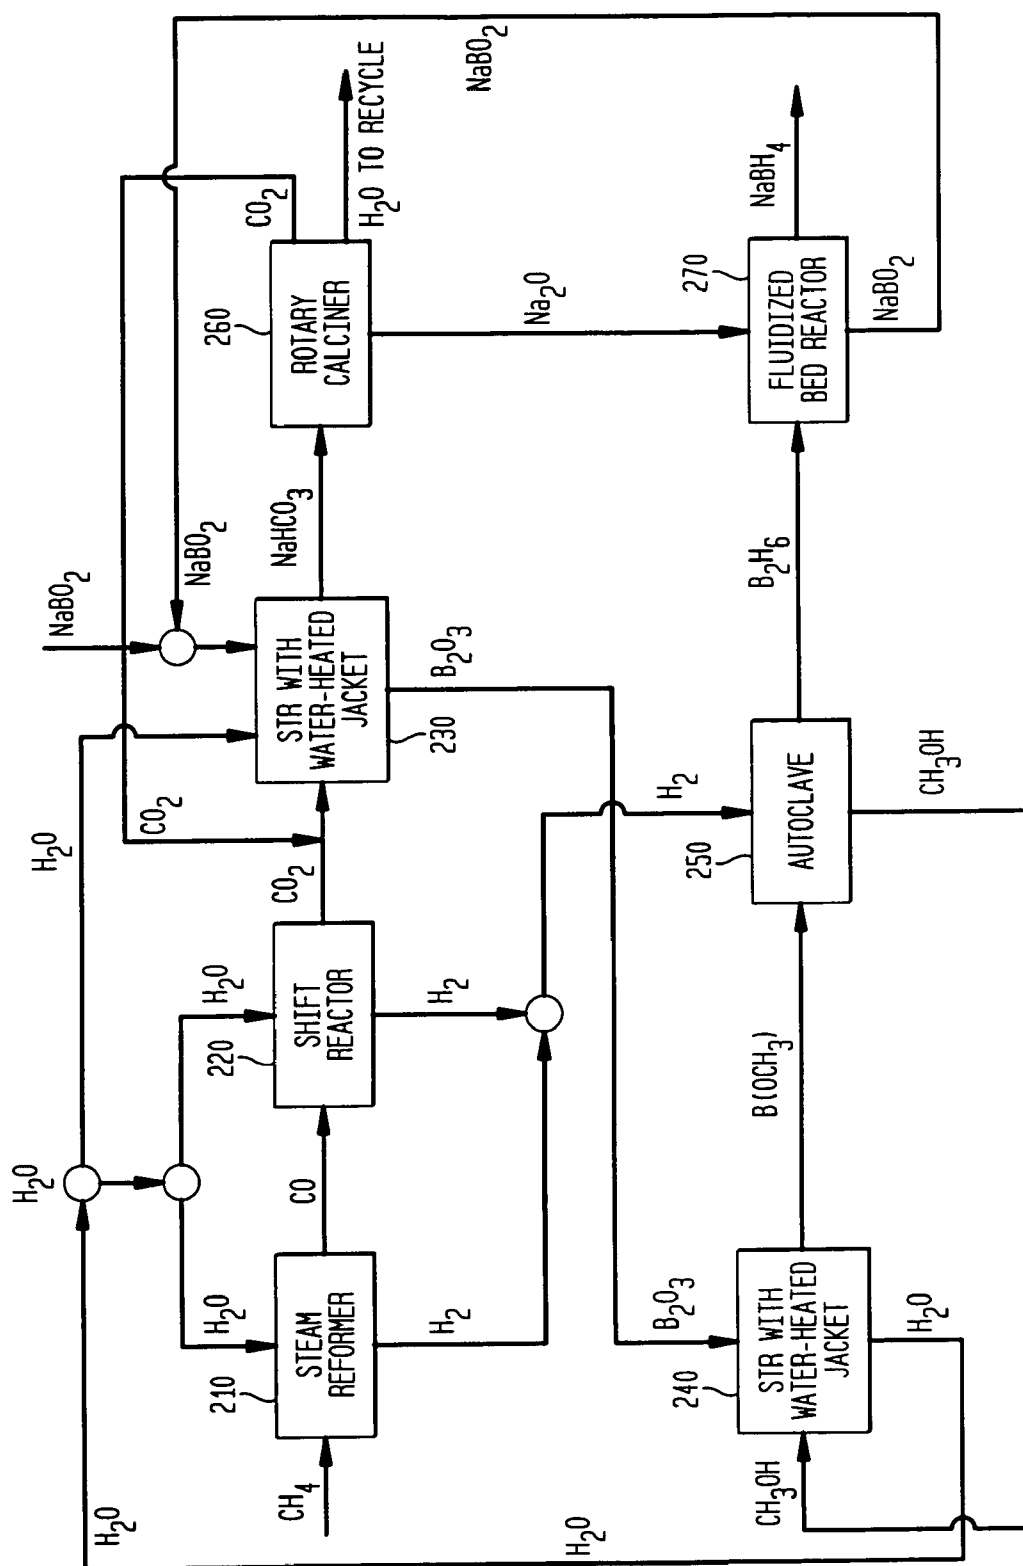 H2O
H2O
H2O
H2O
CH4
STEAM
REFORMER
210
CO
H2
SHIFT
REACTOR
220
H2O
CO2
H2
CO2
NaBO2
NaBO2
STR WITH
WATER-HEATED
JACKET
230
NaHCO3
B2O3
ROTARY
CALCINER
260
CO2
H2O TO RECYCLE
Na2O
NaBO2
CH3OH
B2O3
STR WITH
WATER-HEATED
JACKET
240
H2O
H2O
B(OCH3)
H2
AUTOCLAVE
250
CH3OH
B2H6
FLUIDIZED
BED REACTOR
270
NaBH4
NaBO2